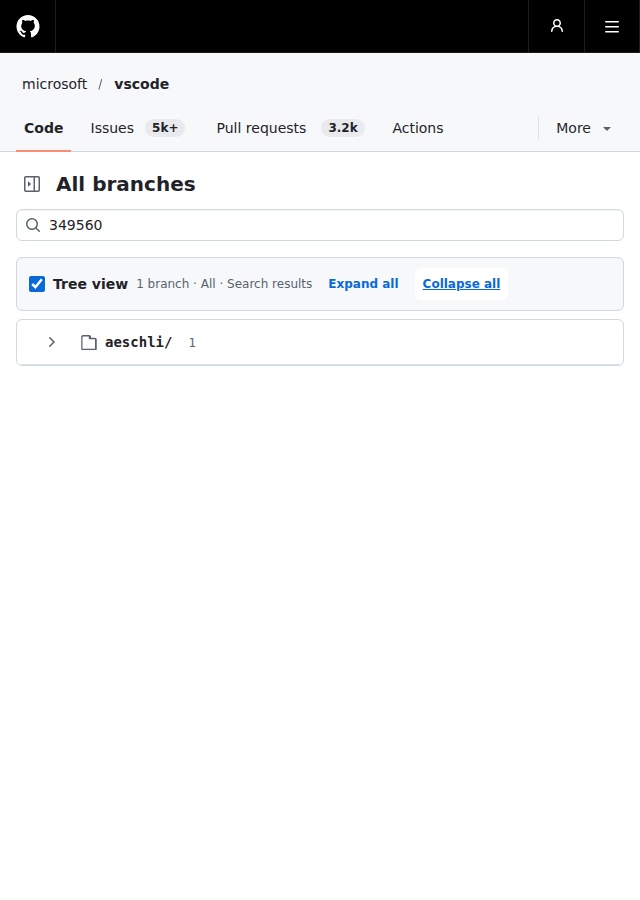 microsoft / vscode
Code Issues 5k+ Pull requests 3.2k Actions More
All branches
349560
Tree view 1 branch · All · Search results Expand all Collapse all
aeschli/ 1